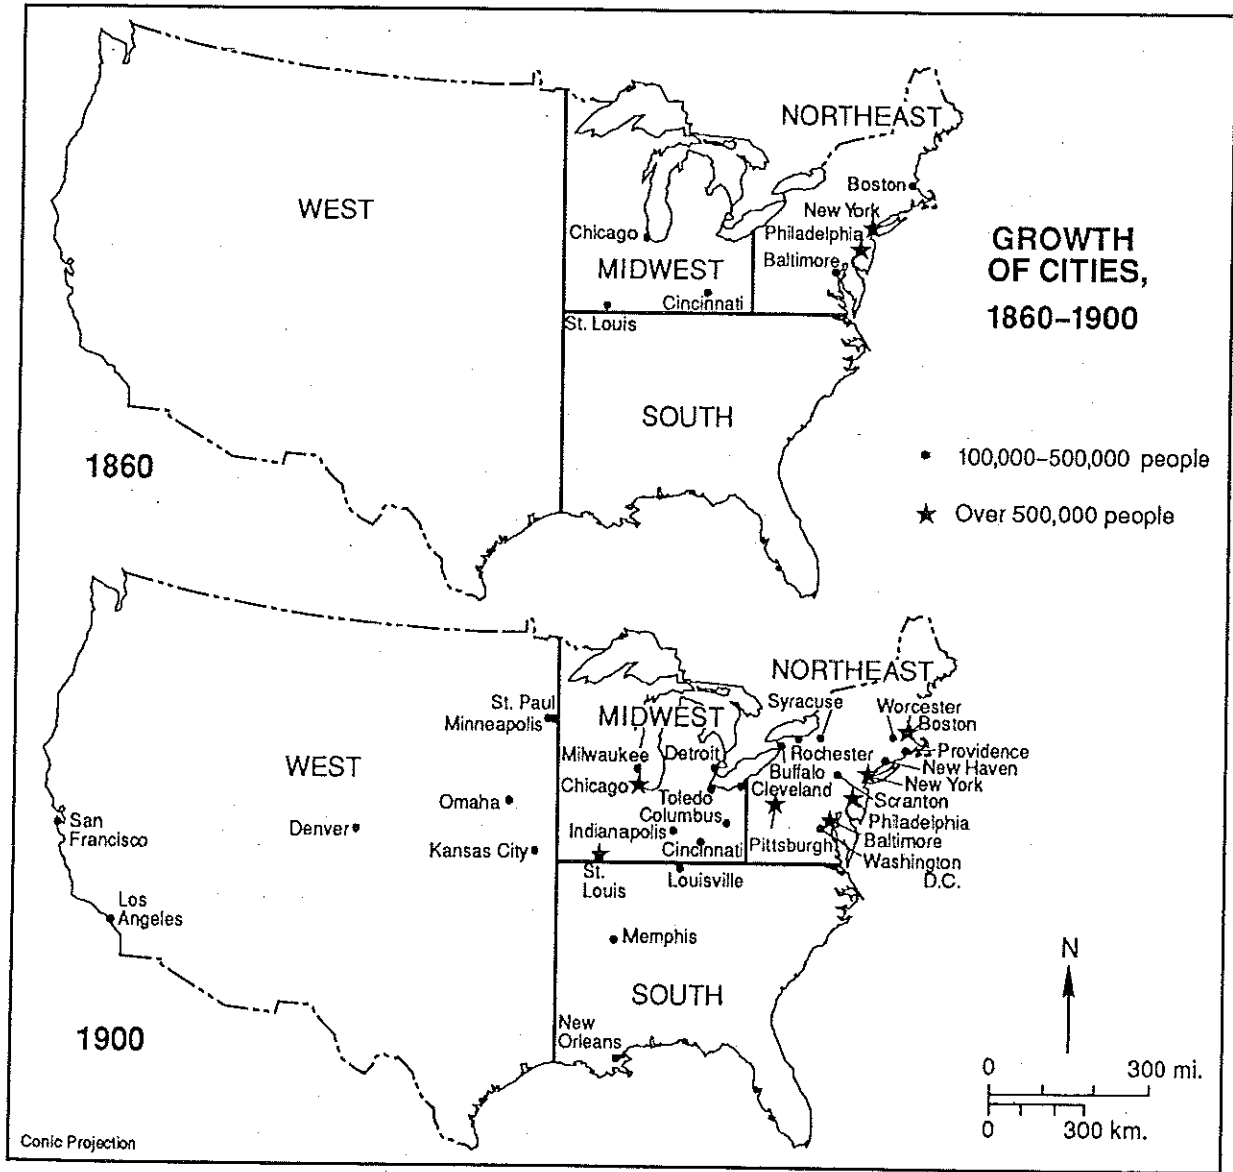 NORTHEAST
Boston
New York
Philadelphia
Baltimore
WEST
Chicago
MIDWEST
Cincinnati
St. Louis
SOUTH
1860
GROWTH
OF CITIES,
1860–1900
100,000–500,000 people
Over 500,000 people
NORTHEAST
Syracuse
Worcester
Boston
Rochester
Providence
Buffalo
New Haven
Cleveland
New York
Scranton
Philadelphia
Pittsburgh
Baltimore
Washington
D.C.
St. Paul
Minneapolis
MIDWEST
Milwaukee
Detroit
Chicago
Toledo
Columbus
Indianapolis
Cincinnati
St.
Louis
Louisville
WEST
Omaha
Denver
Kansas City
San
Francisco
Los
Angeles
Memphis
SOUTH
New
Orleans
1900
N
0 300 mi.
0 300 km.
Conic Projection